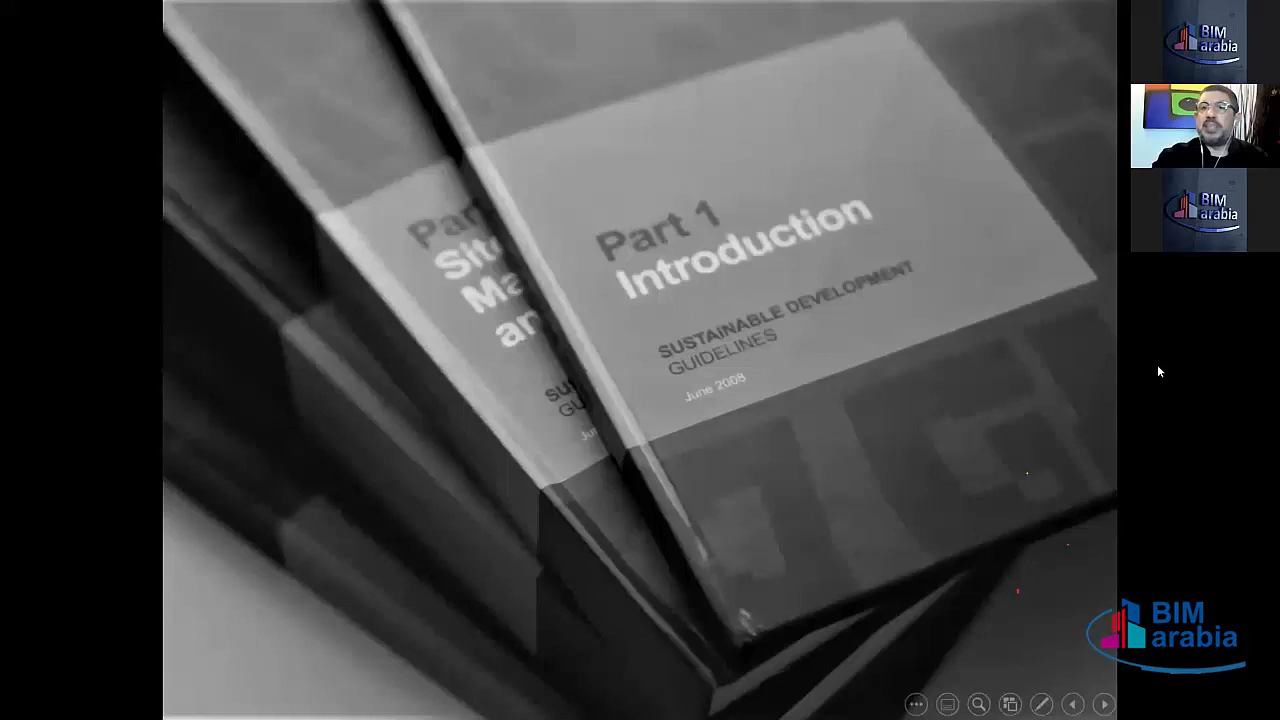 Part 1
Introduction
SUSTAINABLE DEVELOPMENT
GUIDELINES
June 2008
BIM
arabia
BIM
arabia
BIM
arabia